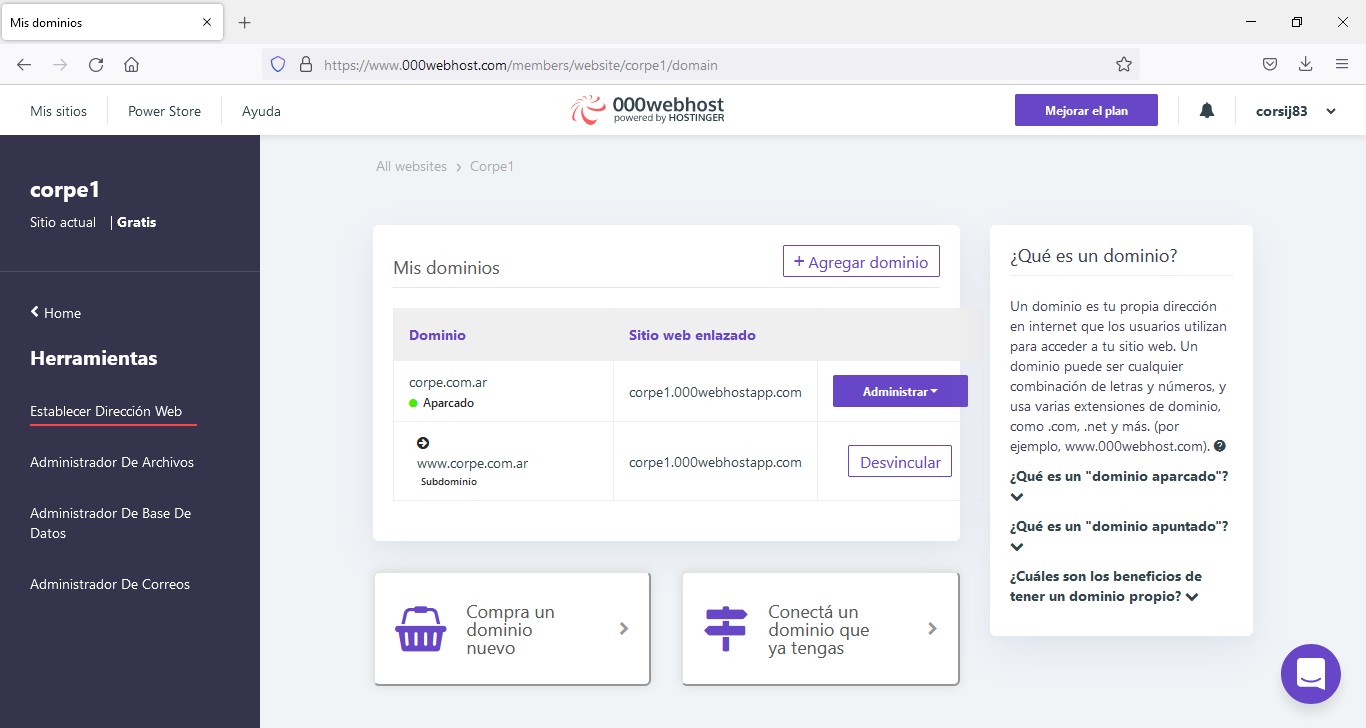 Mis dominios
https://www.000webhost.com/members/website/corpe1/domain
Mis sitios
Power Store
Ayuda
000webhost
powered by HOSTINGER
Mejorar el plan
corsij83
corpe1
Sitio actual | Gratis
Home
Herramientas
Establecer Dirección Web
Administrador De Archivos
Administrador De Base De
Datos
Administrador De Correos
All websites > Corpe1
Mis dominios
+ Agregar dominio
Dominio
Sitio web enlazado
corpe.com.ar
Aparcado
corpe1.000webhostapp.com
Administrar
www.corpe.com.ar
Subdominio
corpe1.000webhostapp.com
Desvincular
Compra un
dominio
nuevo
Conectá un
dominio que
ya tengas
¿Qué es un dominio?
Un dominio es tu propia dirección
en internet que los usuarios utilizan
para acceder a tu sitio web. Un
dominio puede ser cualquier
combinación de letras y números, y
usa varias extensiones de dominio,
como .com, .net y más. (por
ejemplo, www.000webhost.com). ?
¿Qué es un "dominio aparcado"?
¿Qué es un "dominio apuntado"?
¿Cuáles son los beneficios de
tener un dominio propio?